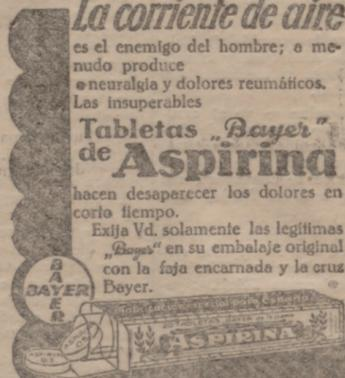 La corriente de aire
es el enemigo del hombre; a me-
nudo produce
neuralgia y dolores reumáticos.
Las insuperables
Tabletas „Bayer”
de Aspirina
hacen desaparecer los dolores en
corto tiempo.
Exija Vd. solamente las legítimas
„Bayer” en su embalaje original
con la faja encarnada y la cruz
Bayer.
BAYER
BAYER
ASPIRINA